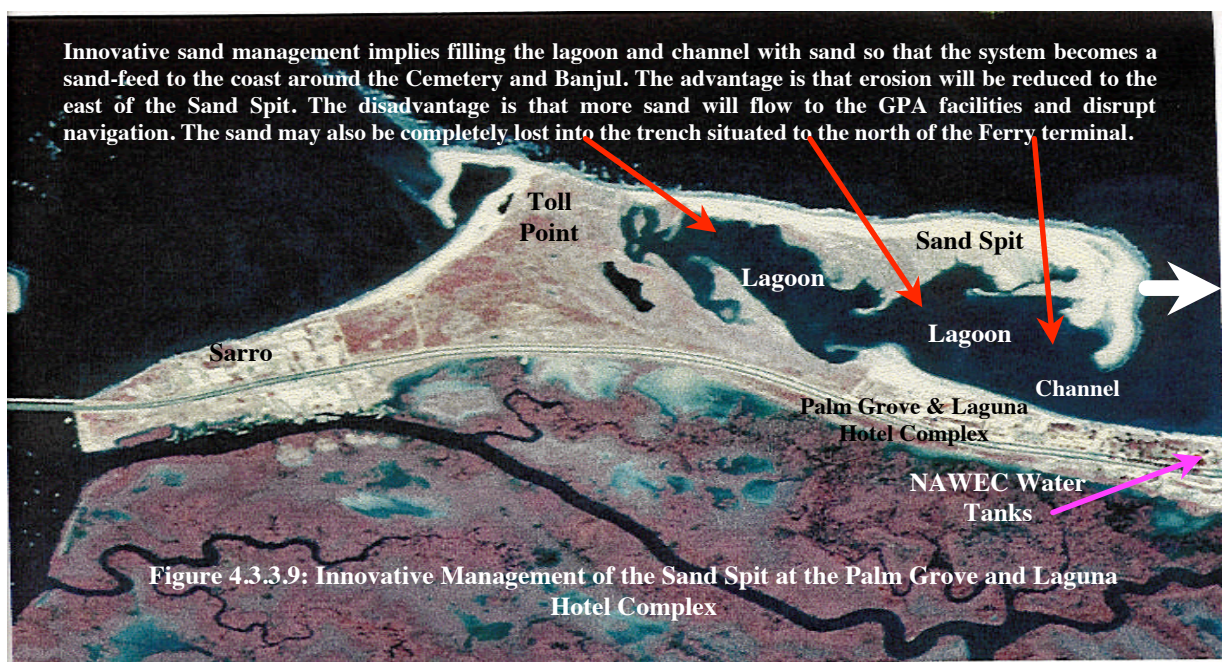 Innovative sand management implies filling the lagoon and channel with sand so that the system becomes a
sand-feed to the coast around the Cemetery and Banjul. The advantage is that erosion will be reduced to the
east of the Sand Spit. The disadvantage is that more sand will flow to the GPA facilities and disrupt
navigation. The sand may also be completely lost into the trench situated to the north of the Ferry terminal.
Toll
Point
Sand Spit
Lagoon
Lagoon
Sarro
Channel
Palm Grove & Laguna
Hotel Complex
NAWEC Water
Tanks
Figure 4.3.3.9: Innovative Management of the Sand Spit at the Palm Grove and Laguna
Hotel Complex